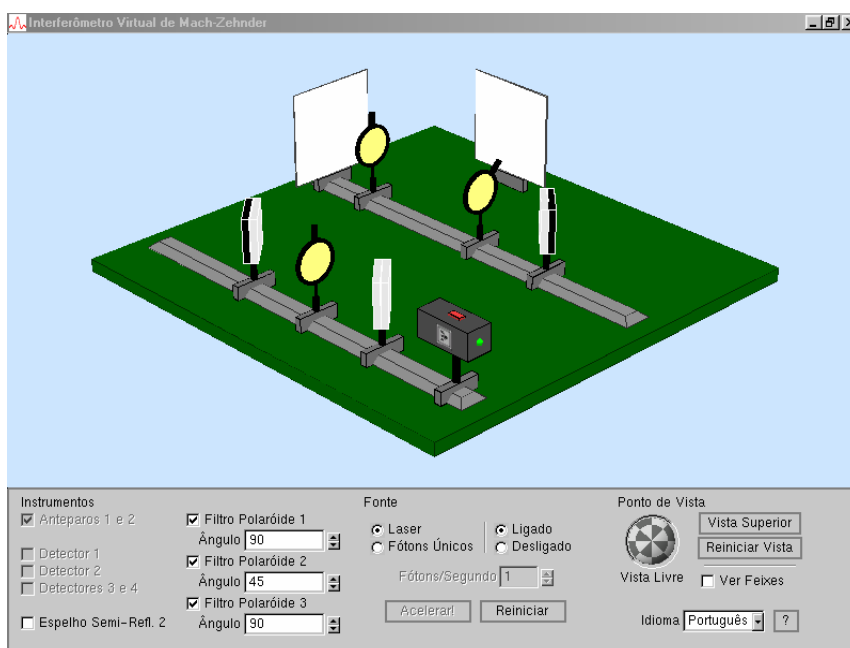 Interferômetro Virtual de Mach-Zehnder
Instrumentos
Anteparos 1 e 2
Detector 1
Detector 2
Detectores 3 e 4
Espelho Semi-Refl. 2
Filtro Polaróide 1
Ângulo 90
Filtro Polaróide 2
Ângulo 45
Filtro Polaróide 3
Ângulo 90
Fonte
Laser
Fótons Únicos
Ligado
Desligado
Fótons/Segundo 1
Acelerar!
Reiniciar
Ponto de Vista
Vista Livre
Vista Superior
Reiniciar Vista
Ver Feixes
Idioma Português ?